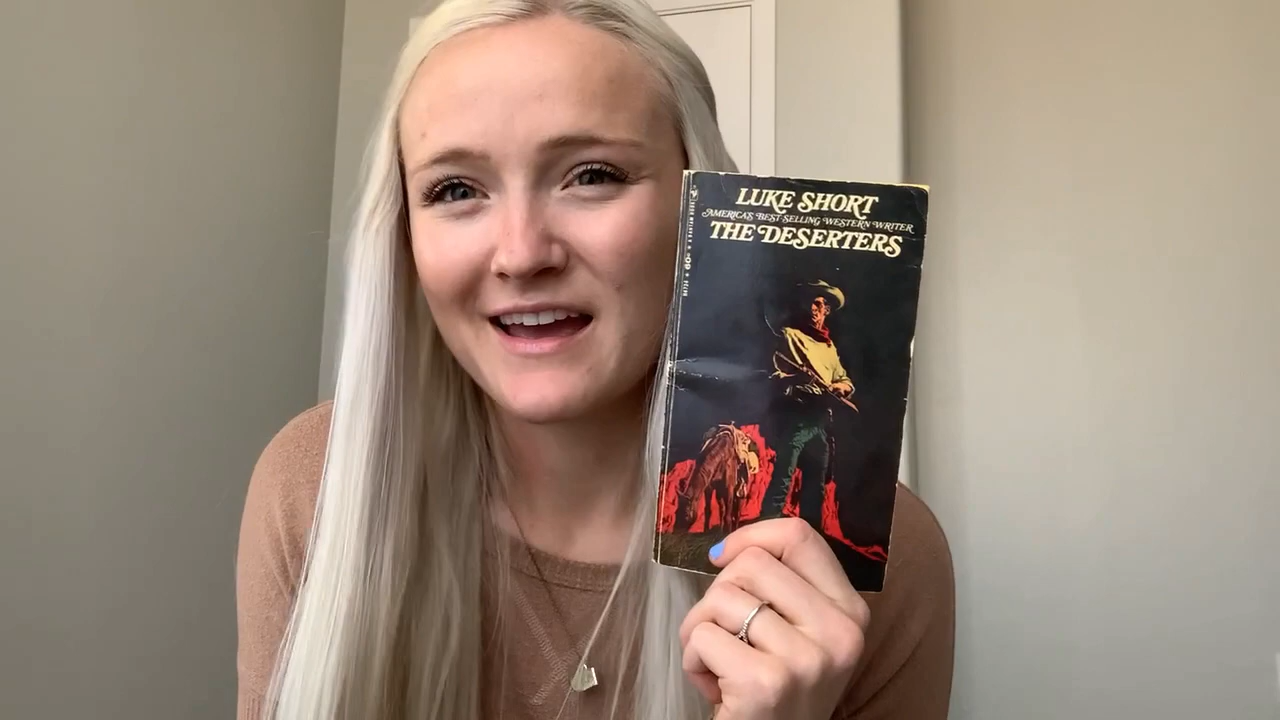 LUKE SHORT
AMERICA'S BEST-SELLING WESTERN WRITER
THE DESERTERS